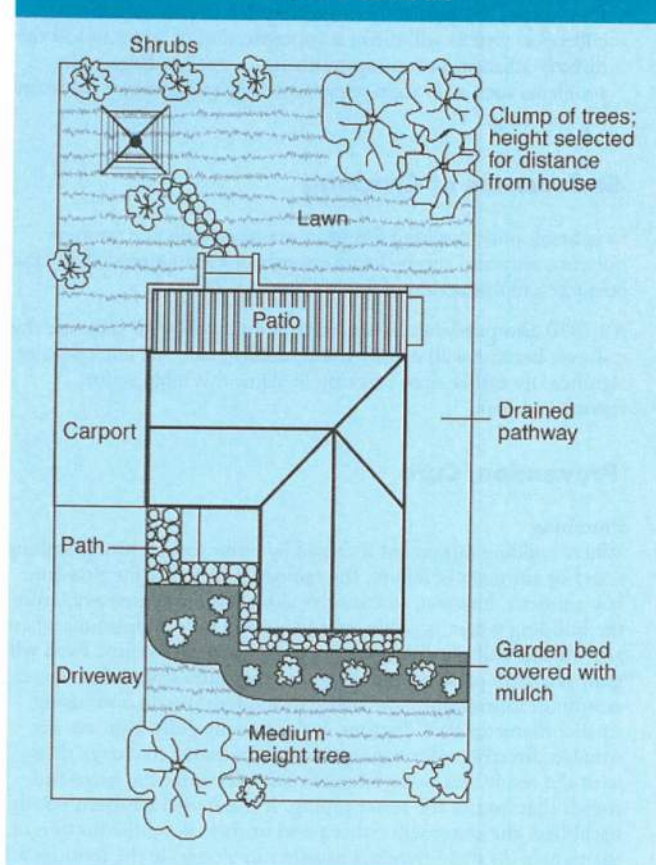 Shrubs
Clump of trees;
height selected
for distance
from house
Lawn
Patio
Carport
Drained
pathway
Path
Garden bed
covered with
mulch
Driveway
Medium
height tree